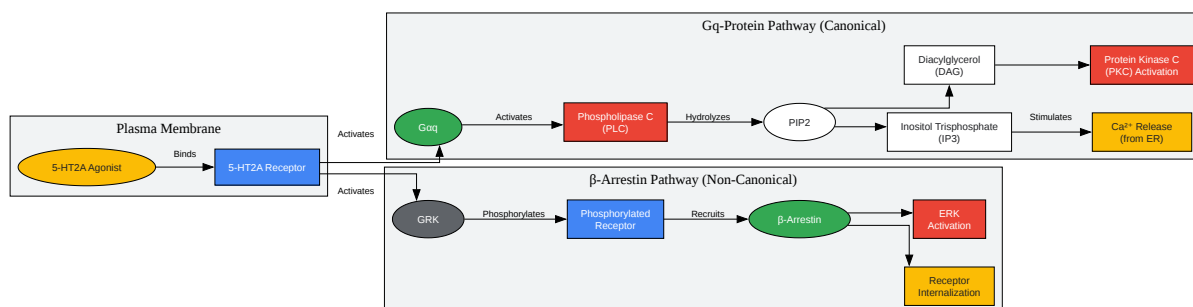 Gq-Protein Pathway (Canonical)
Diacylglycerol
(DAG)
Protein Kinase C
(PKC) Activation
Plasma Membrane
Activates
Gαq
Activates
Phospholipase C
(PLC)
Hydrolyzes
PIP2
Inositol Trisphosphate
(IP3)
Stimulates
Ca²⁺ Release
(from ER)
5-HT2A Agonist
Binds
5-HT2A Receptor
Activates
β-Arrestin Pathway (Non-Canonical)
GRK
Phosphorylates
Phosphorylated
Receptor
Recruits
β-Arrestin
ERK
Activation
Receptor
Internalization